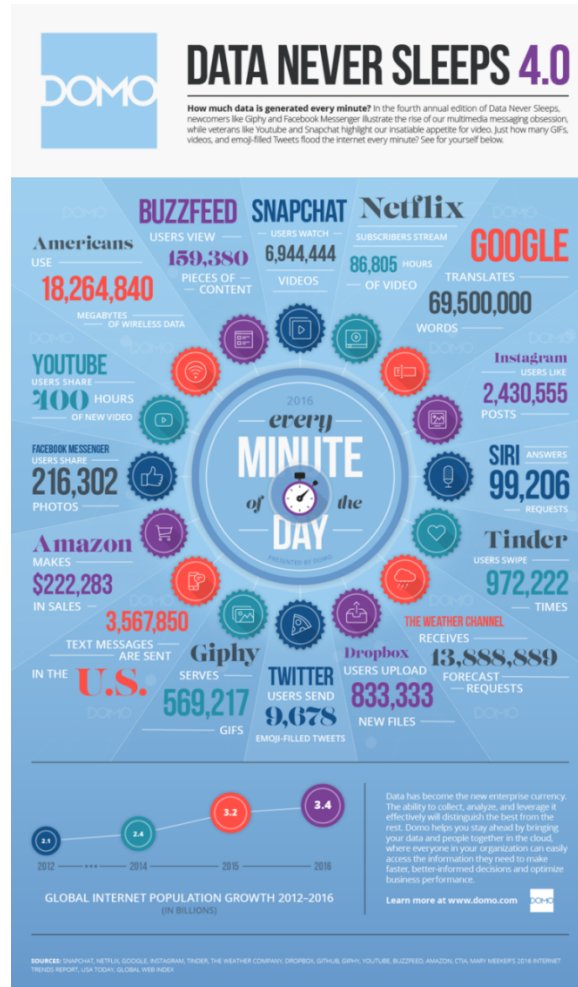 DOMO
DATA NEVER SLEEPS 4.0
How much data is generated every minute? In the fourth annual edition of Data Never Sleeps,
newcomers like Giphy and Facebook Messenger illustrate the rise of our multimedia messaging obsession,
while veterans like Youtube and Snapchat highlight our insatiable appetite for video. Just how many GIFs,
videos, and emoji-filled Tweets flood the internet every minute? See for yourself below.
Americans
USE
18,264,840
MEGABYTES
OF WIRELESS DATA
BUZZFEED
USERS VIEW
159,380
PIECES OF
CONTENT
SNAPCHAT
USERS WATCH
6,944,444
VIDEOS
Netflix
SUBSCRIBERS STREAM
86,805 HOURS
OF VIDEO
GOOGLE
TRANSLATES
69,500,000
WORDS
YOUTUBE
USERS SHARE
400 HOURS
OF NEW VIDEO
Instagram
USERS LIKE
2,430,555
POSTS
FACEBOOK MESSENGER
USERS SHARE
216,302
PHOTOS
SIRI ANSWERS
99,206
REQUESTS
Amazon
MAKES
$222,283
IN SALES
Tinder
USERS SWIPE
972,222
TIMES
2016
every
MINUTE
of the
DAY
PRESENTED BY DOMO
3,567,850
TEXT MESSAGES
ARE SENT
IN THE U.S.
Giphy
SERVES
569,217
GIFS
TWITTER
USERS SEND
9,678
EMOJI-FILLED TWEETS
Dropbox
USERS UPLOAD
833,333
NEW FILES
THE WEATHER CHANNEL
RECEIVES
13,888,889
FORECAST
REQUESTS
2.1
2.4
3.2
3.4
2012
2014
2015
2016
GLOBAL INTERNET POPULATION GROWTH 2012–2016
(IN BILLIONS)
Data has become the new enterprise currency.
The ability to collect, analyze, and leverage it
effectively will distinguish the best from the
rest. Domo helps you stay ahead by bringing
your data and people together in the cloud,
where everyone in your organization can easily
access the information they need to make
faster, better-informed decisions and optimize
business performance.
Learn more at www.domo.com
DOMO
SOURCES: SNAPCHAT, NETFLIX, GOOGLE, INSTAGRAM, TINDER, THE WEATHER COMPANY, DROPBOX, GITHUB, GIPHY, YOUTUBE, BUZZFEED, AMAZON, CTIA, MARY MEEKER'S 2016 INTERNET
TRENDS REPORT, USA TODAY, GLOBAL WEB INDEX